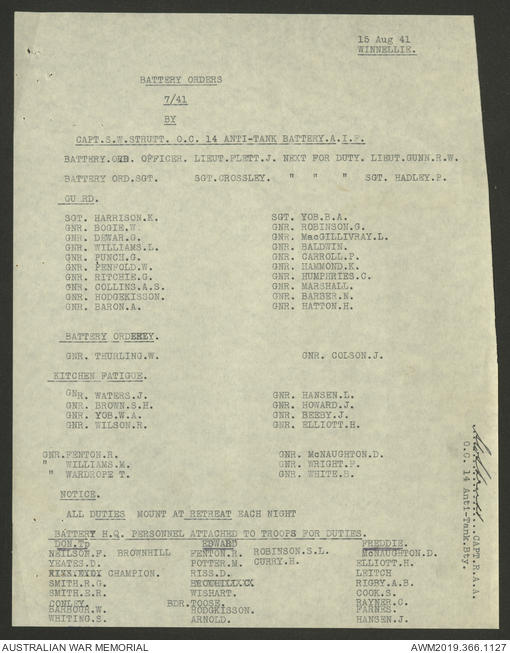 15 Aug 41
WINNELLIE.
BATTERY ORDERS
7/41
BY
CAPT.S.W.STRUTT. O.C. 14 ANTI-TANK BATTERY.A.I.F.
BATTERY.ORD. OFFICER. LIEUT.PLETT.J. NEXT FOR DUTY. LIEUT.GUNN.R.W.
BATTERY ORD.SGT. SGT.CROSSLEY. " " " SGT. HADLEY.P.
GUARD.
SGT. HARRISON.K. SGT. YOB.B.A.
GNR. BOGIE.W. GNR. ROBINSON.G.
GNR. DEWAR.G. GNR. MacGILLIVRAY.L.
GNR. WILLIAMS.L. GNR. BALDWIN.
GNR. PUNCH.G. GNR. CARROLL.P.
GNR. PENFOLD.W. GNR. HAMMOND.K.
GNR. RITCHIE.G. GNR. HUMPHRIES.C.
GNR. COLLINS.A.S. GNR. MARSHALL.
GNR. HODGEKISSON. GNR. BARBER.N.
GNR. BARON.A. GNR. HATTON.H.
BATTERY ORDERLY.
GNR. THURLING.W. GNR. COLSON.J.
KITCHEN FATIGUE.
GNR. WATERS.J. GNR. HANSEN.L.
GNR. BROWN.S.H. GNR. HOWARD.J.
GNR. YOB.W.A. GNR. BEEBY.J.
GNR. WILSON.R. GNR. ELLIOTT.H.
GNR.FENTON.R. GNR. McNAUGHTON.D.
" WILLIAMS.M. GNR. WRIGHT.F.
" WARDROPE T. GNR. WHITE.B.
NOTICE.
ALL DUTIES MOUNT AT RETREAT EACH NIGHT
BATTERY H.Q. PERSONNEL ATTACHED TO TROOPS FOR DUTIES.
DON.Tp EDWARD FREDDIE.
NEILSON.F. BROWNHILL FENTON.R. ROBINSON.S.L. McNAUGHTON.D.
YEATES.D. POTTER.M. CURRY.H. ELLIOTT.H.
CHAMPION. RISS.D. LEITCH
SMITH.R.G. RIGBY.A.B.
SMITH.E.R. WISHART. COOK.S.
CONLEY. BDR.TOOSE. RAYNER.C.
BARBOUR.W. HODGKISSON. PARNES.
WHITING.S. ARNOLD. HANSEN.J.
CAPT.R.A.A.
O.C. 14 Anti-Tank.Bty.
AUSTRALIAN WAR MEMORIAL AWM2019.366.1127